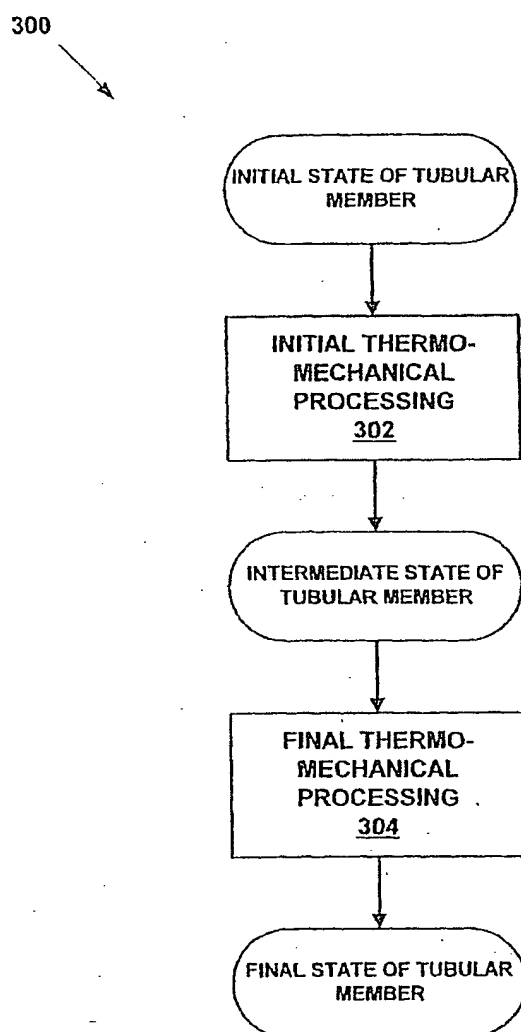 300
INITIAL STATE OF TUBULAR
MEMBER
INITIAL THERMO-
MECHANICAL
PROCESSING
302
INTERMEDIATE STATE OF
TUBULAR MEMBER
FINAL THERMO-
MECHANICAL
PROCESSING
304
FINAL STATE OF TUBULAR
MEMBER